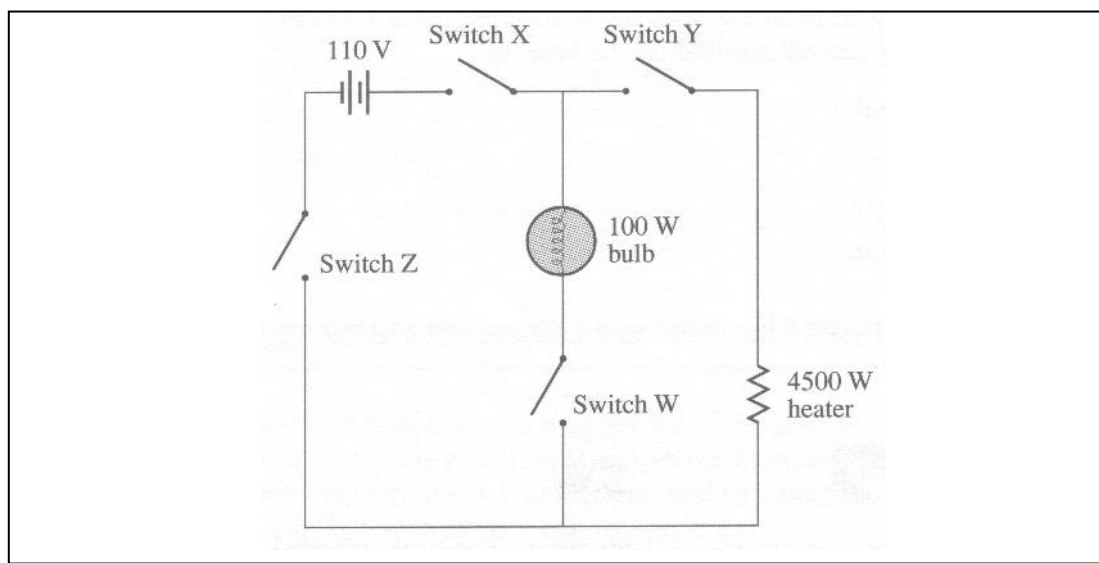 Switch X
Switch Y
110 V
100 W
bulb
Switch Z
Switch W
4500 W
heater